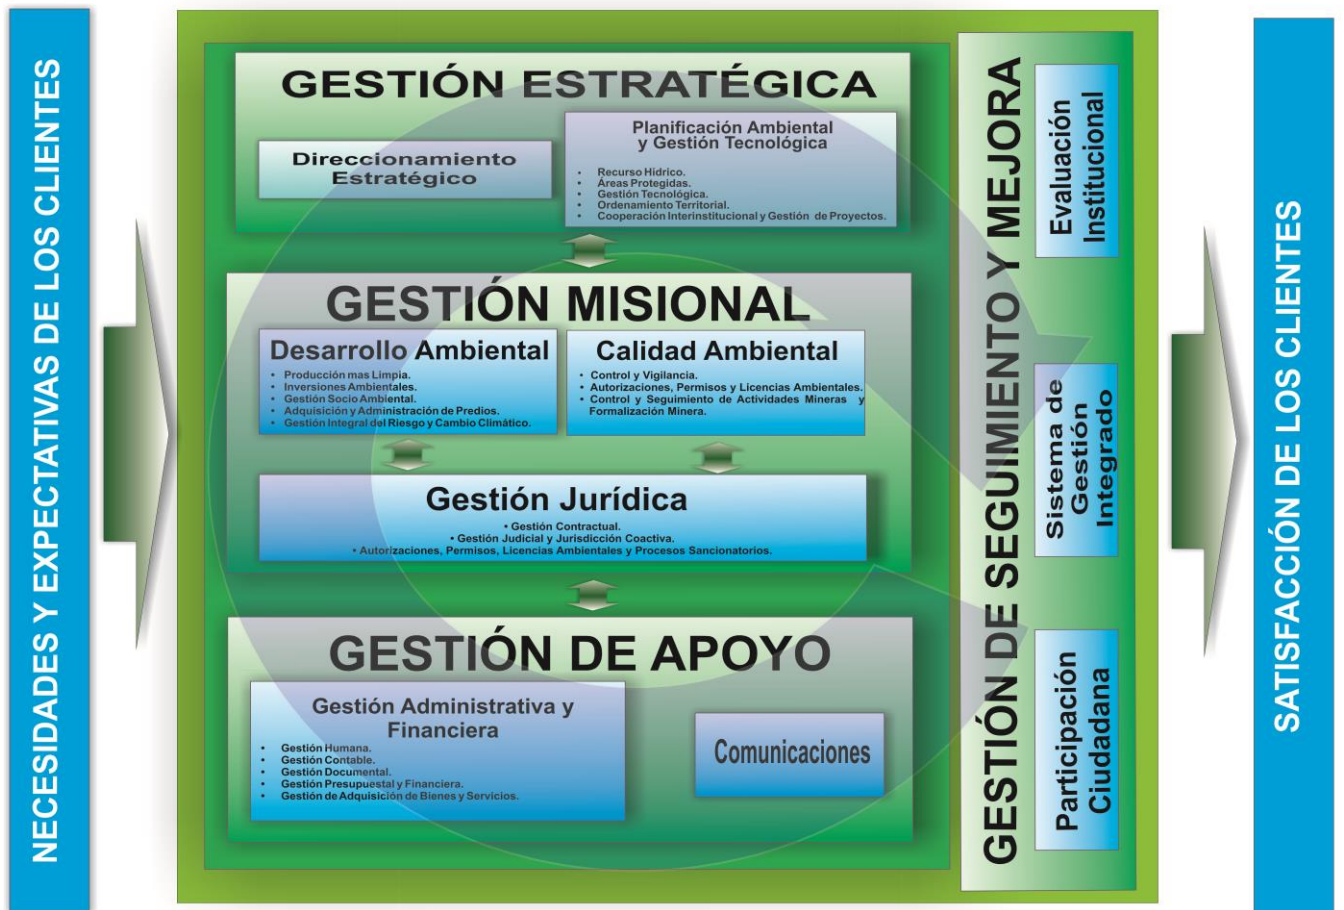 NECESIDADES Y EXPECTATIVAS DE LOS CLIENTES
GESTIÓN ESTRATÉGICA
Direccionamiento
Estratégico
Planificación Ambiental
y Gestión Tecnológica
• Recurso Hídrico.
• Áreas Protegidas.
• Gestión Tecnológica.
• Ordenamiento Territorial.
• Cooperación Interinstitucional y Gestión de Proyectos.
GESTIÓN MISIONAL
Desarrollo Ambiental
• Producción mas Limpia.
• Inversiones Ambientales.
• Gestión Socio Ambiental.
• Adquisición y Administración de Predios.
• Gestión Integral del Riesgo y Cambio Climático.
Calidad Ambiental
• Control y Vigilancia.
• Autorizaciones, Permisos y Licencias Ambientales.
• Control y Seguimiento de Actividades Mineras y
Formalización Minera.
Gestión Jurídica
• Gestión Contractual.
• Gestión Judicial y Jurisdicción Coactiva.
• Autorizaciones, Permisos, Licencias Ambientales y Procesos Sancionatorios.
GESTIÓN DE APOYO
Gestión Administrativa y
Financiera
• Gestión Humana.
• Gestión Contable.
• Gestión Documental.
• Gestión Presupuestal y Financiera.
• Gestión de Adquisición de Bienes y Servicios.
Comunicaciones
GESTIÓN DE SEGUIMIENTO Y MEJORA
Evaluación
Institucional
Sistema de
Gestión
Integrado
Participación
Ciudadana
SATISFACCIÓN DE LOS CLIENTES